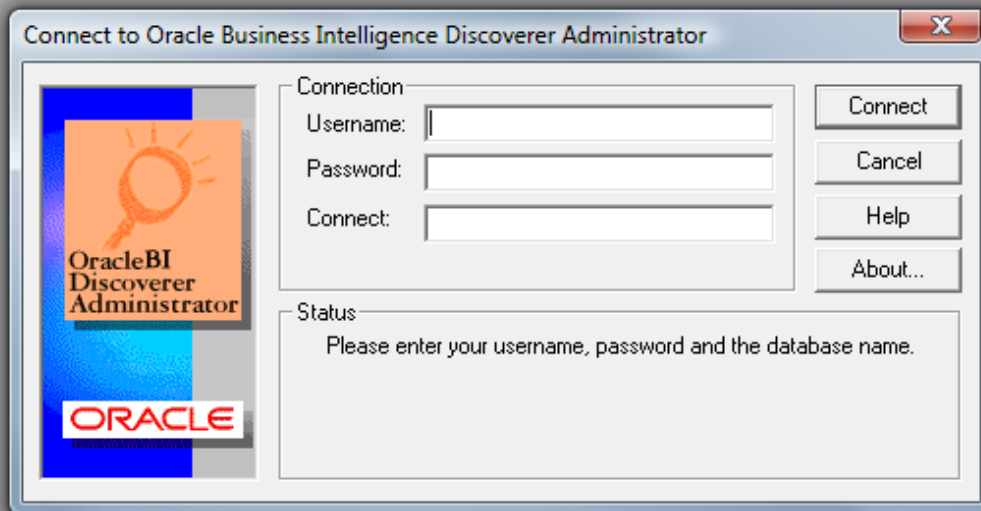 Connect to Oracle Business Intelligence Discoverer Administrator
Connection
Username:
Password:
Connect:
Connect
Cancel
Help
About...
OracleBI
Discoverer
Administrator
ORACLE
Status
Please enter your username, password and the database name.